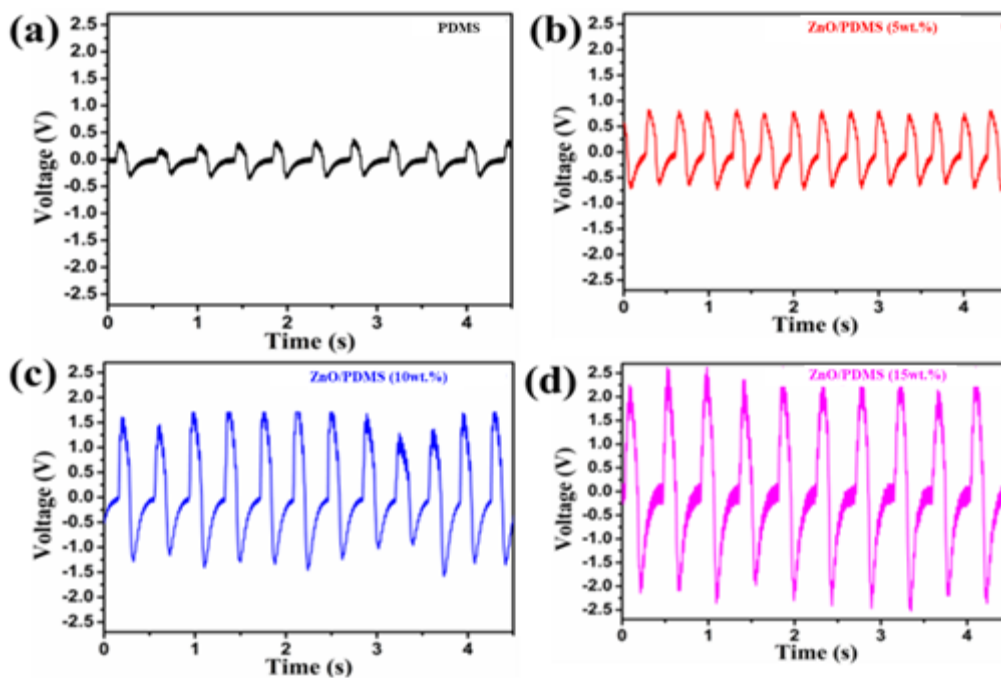 (a)
PDMS
2.5
2.0
1.5
1.0
0.5
0.0
-0.5
-1.0
-1.5
-2.0
-2.5
Voltage (V)
0 1 2 3 4
Time (s)
(b)
ZnO/PDMS (5wt.%)
2.5
2.0
1.5
1.0
0.5
0.0
-0.5
-1.0
-1.5
-2.0
-2.5
Voltage (V)
0 1 2 3 4
Time (s)
(c)
ZnO/PDMS (10wt.%)
2.5
2.0
1.5
1.0
0.5
0.0
-0.5
-1.0
-1.5
-2.0
-2.5
Voltage (V)
0 1 2 3 4
Time (s)
(d)
ZnO/PDMS (15wt.%)
2.5
2.0
1.5
1.0
0.5
0.0
-0.5
-1.0
-1.5
-2.0
-2.5
Voltage (V)
0 1 2 3 4
Time (s)